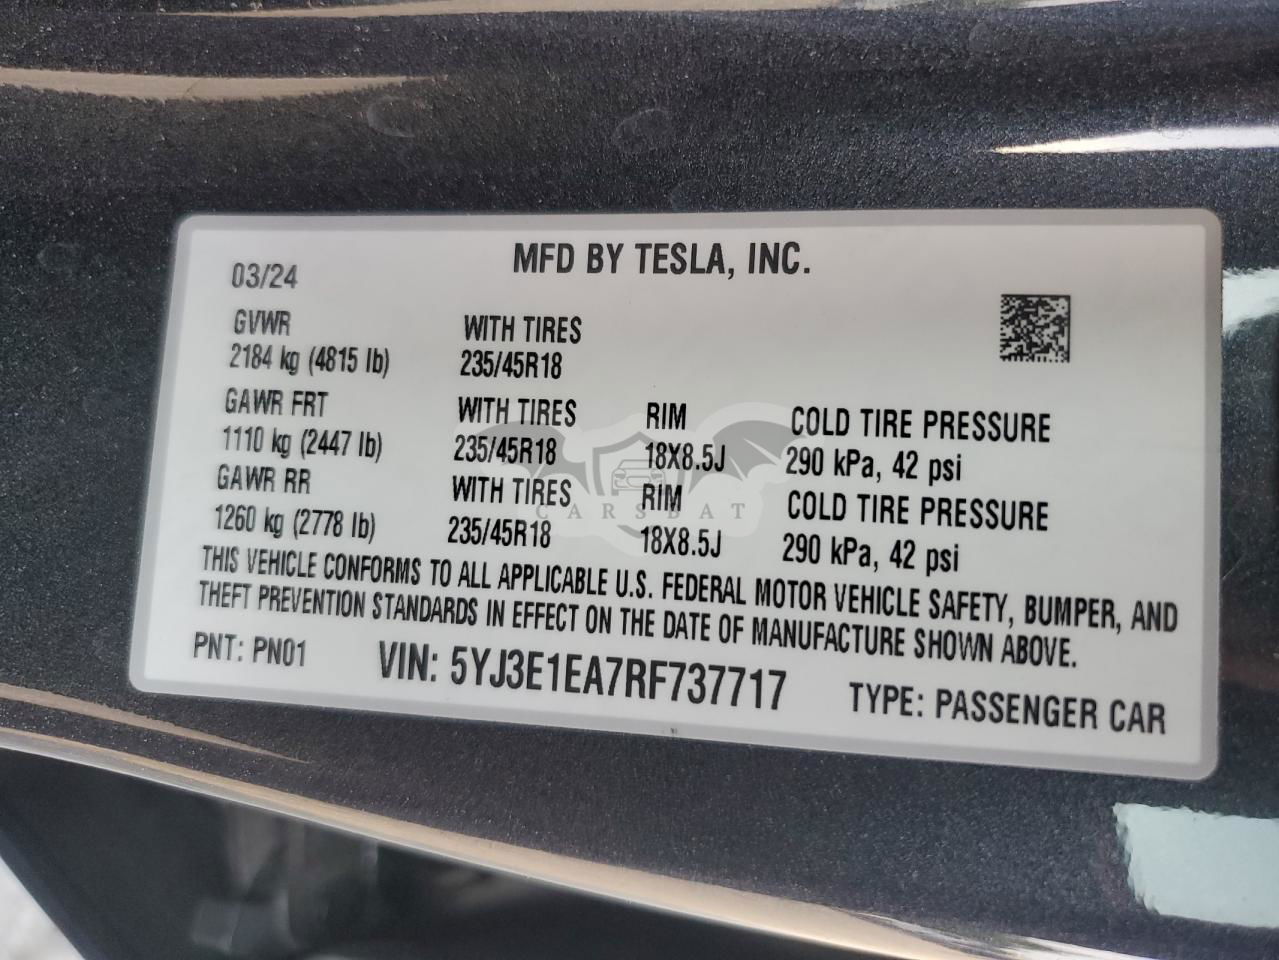 MFD BY TESLA, INC.
03/24
GVWR WITH TIRES
2184 kg (4815 lb) 235/45R18
GAWR FRT WITH TIRES RIM COLD TIRE PRESSURE
1110 kg (2447 lb) 235/45R18 18X8.5J 290 kPa, 42 psi
GAWR RR WITH TIRES RIM COLD TIRE PRESSURE
1260 kg (2778 lb) 235/45R18 18X8.5J 290 kPa, 42 psi
CARSBAT
THIS VEHICLE CONFORMS TO ALL APPLICABLE U.S. FEDERAL MOTOR VEHICLE SAFETY, BUMPER, AND
THEFT PREVENTION STANDARDS IN EFFECT ON THE DATE OF MANUFACTURE SHOWN ABOVE.
PNT: PN01 VIN: 5YJ3E1EA7RF737717 TYPE: PASSENGER CAR